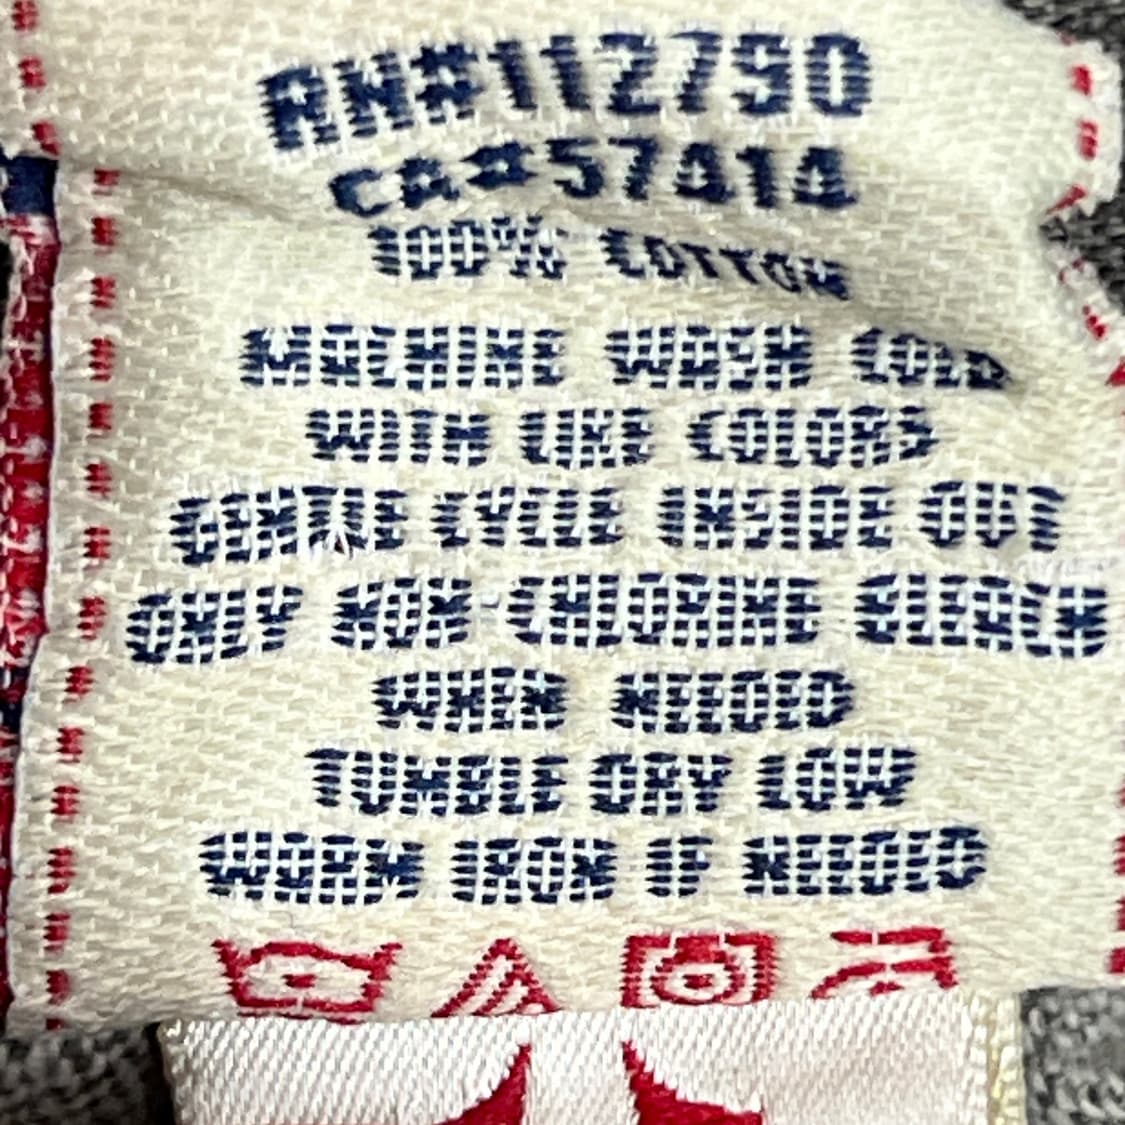 RN#112790
CA#57414
100% COTTON
MACHINE WASH COLD
WITH LIKE COLORS
GENTLE CYCLE INSIDE OUT
ONLY NON-CHLORINE BLEACH
WHEN NEEDED
TUMBLE DRY LOW
WARM IRON IF NEEDED